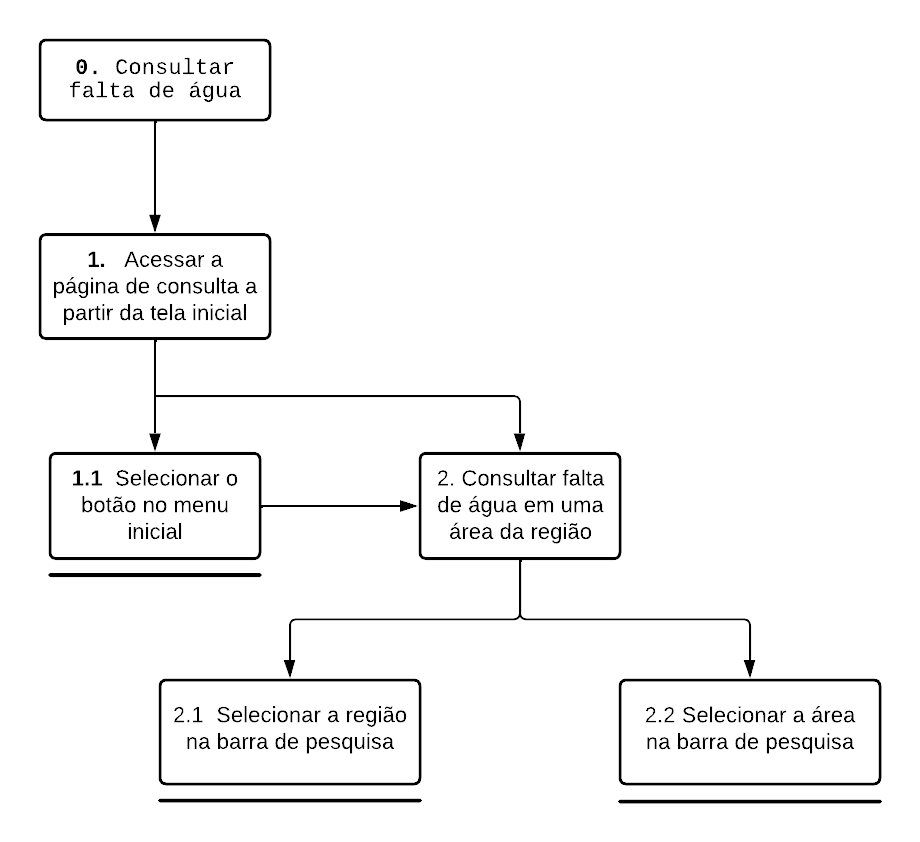 0. Consultar
falta de água
1. Acessar a
página de consulta a
partir da tela inicial
1.1 Selecionar o
botão no menu
inicial
2. Consultar falta
de água em uma
área da região
2.1 Selecionar a região
na barra de pesquisa
2.2 Selecionar a área
na barra de pesquisa